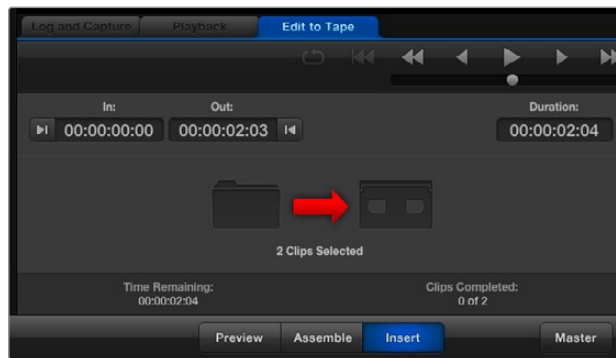 Log and Capture Playback Edit to Tape
In: Out: Duration:
00:00:00:00 00:00:02:03 00:00:02:04
2 Clips Selected
Time Remaining: Clips Completed:
00:00:02:04 0 of 2
Preview Assemble Insert Master